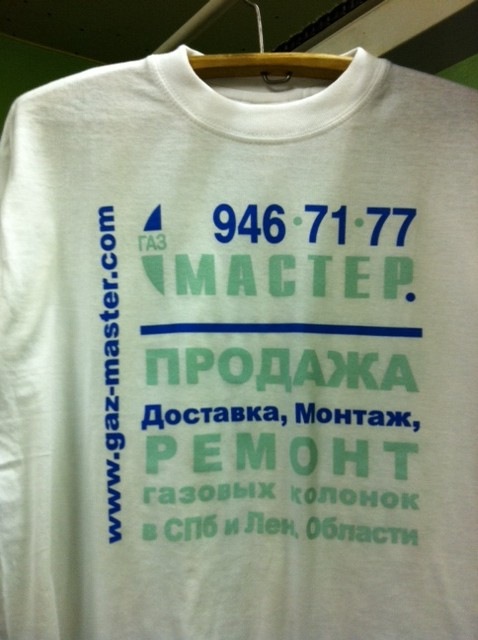 946·71·77
ГАЗ
МАСТЕР.
www.gaz-master.com
ПРОДАЖА
Доставка, Монтаж,
РЕМОНТ
газовых колонок
в СПб и Лен. Области